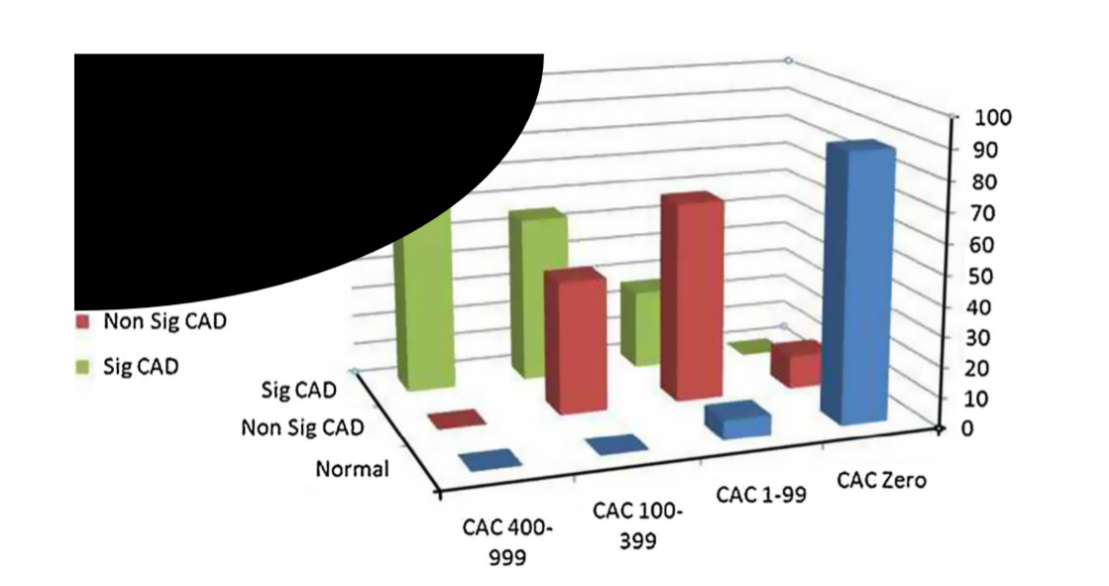 100
90
80
70
60
50
40
30
20
10
0
Non Sig CAD
Sig CAD
Sig CAD
Non Sig CAD
Normal
CAC 400-
999
CAC 100-
399
CAC 1-99
CAC Zero